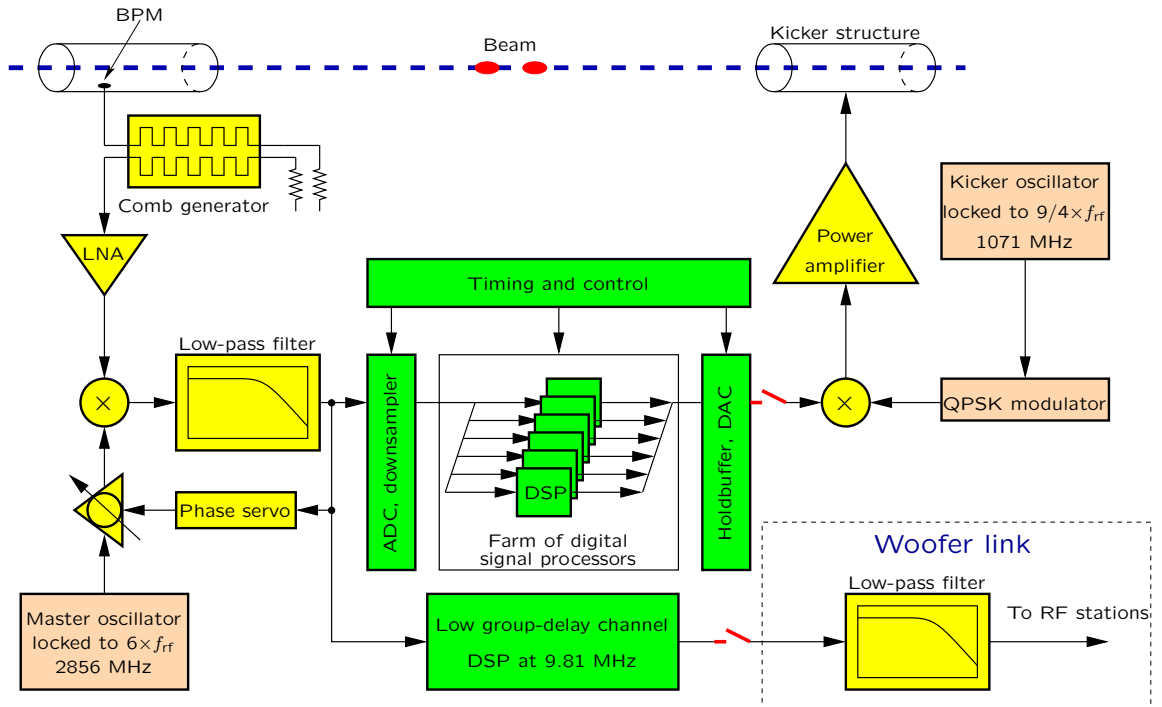 BPM
Beam
Kicker structure
Comb generator
LNA
Kicker oscillator
locked to 9/4×f_rf
1071 MHz
Power
amplifier
Timing and control
Low-pass filter
×
ADC, downsampler
DSP
Farm of digital
signal processors
Holdbuffer, DAC
×
QPSK modulator
Phase servo
Master oscillator
locked to 6×f_rf
2856 MHz
Low group-delay channel
DSP at 9.81 MHz
Woofer link
Low-pass filter
To RF stations